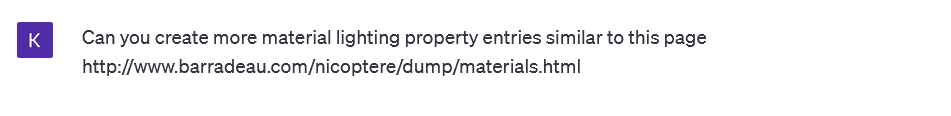 K
Can you create more material lighting property entries similar to this page
http://www.barradeau.com/nicoptere/dump/materials.html